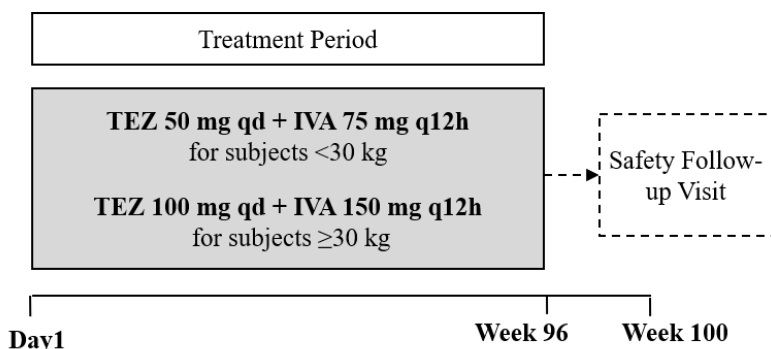 Treatment Period
TEZ 50 mg qd + IVA 75 mg q12h
for subjects <30 kg
TEZ 100 mg qd + IVA 150 mg q12h
for subjects ≥30 kg
Safety Follow-
up Visit
Day1
Week 96
Week 100